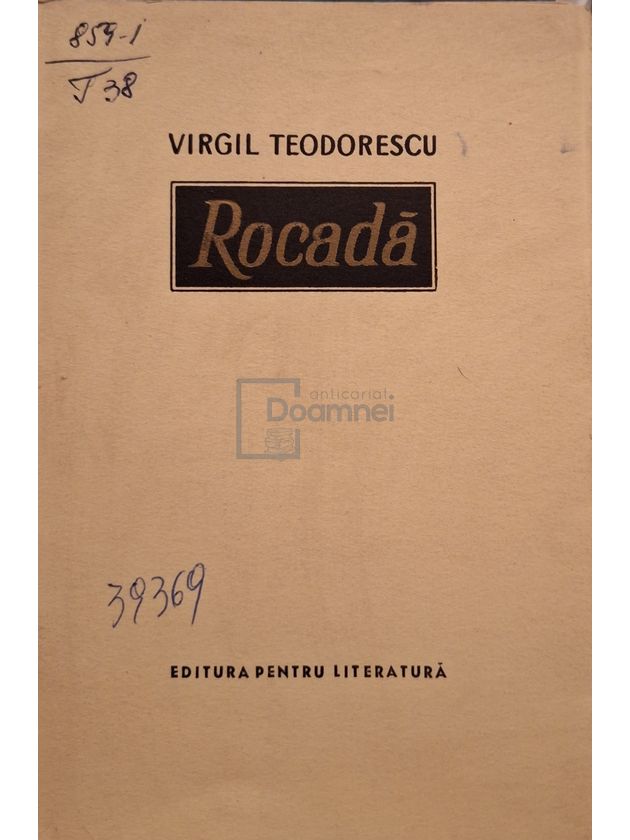 859-1
T 38
VIRGIL TEODORESCU
Rocadă
anticariat
Doamnei
39369
EDITURA PENTRU LITERATURĂ